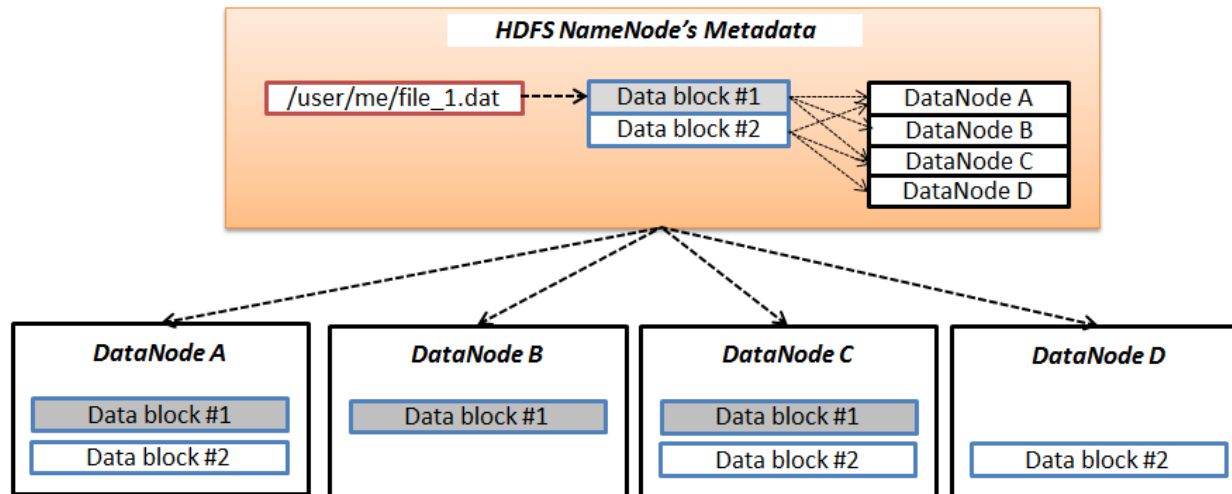 HDFS NameNode's Metadata
/user/me/file_1.dat
Data block #1
Data block #2
DataNode A
DataNode B
DataNode C
DataNode D
DataNode A
Data block #1
Data block #2
DataNode B
Data block #1
DataNode C
Data block #1
Data block #2
DataNode D
Data block #2